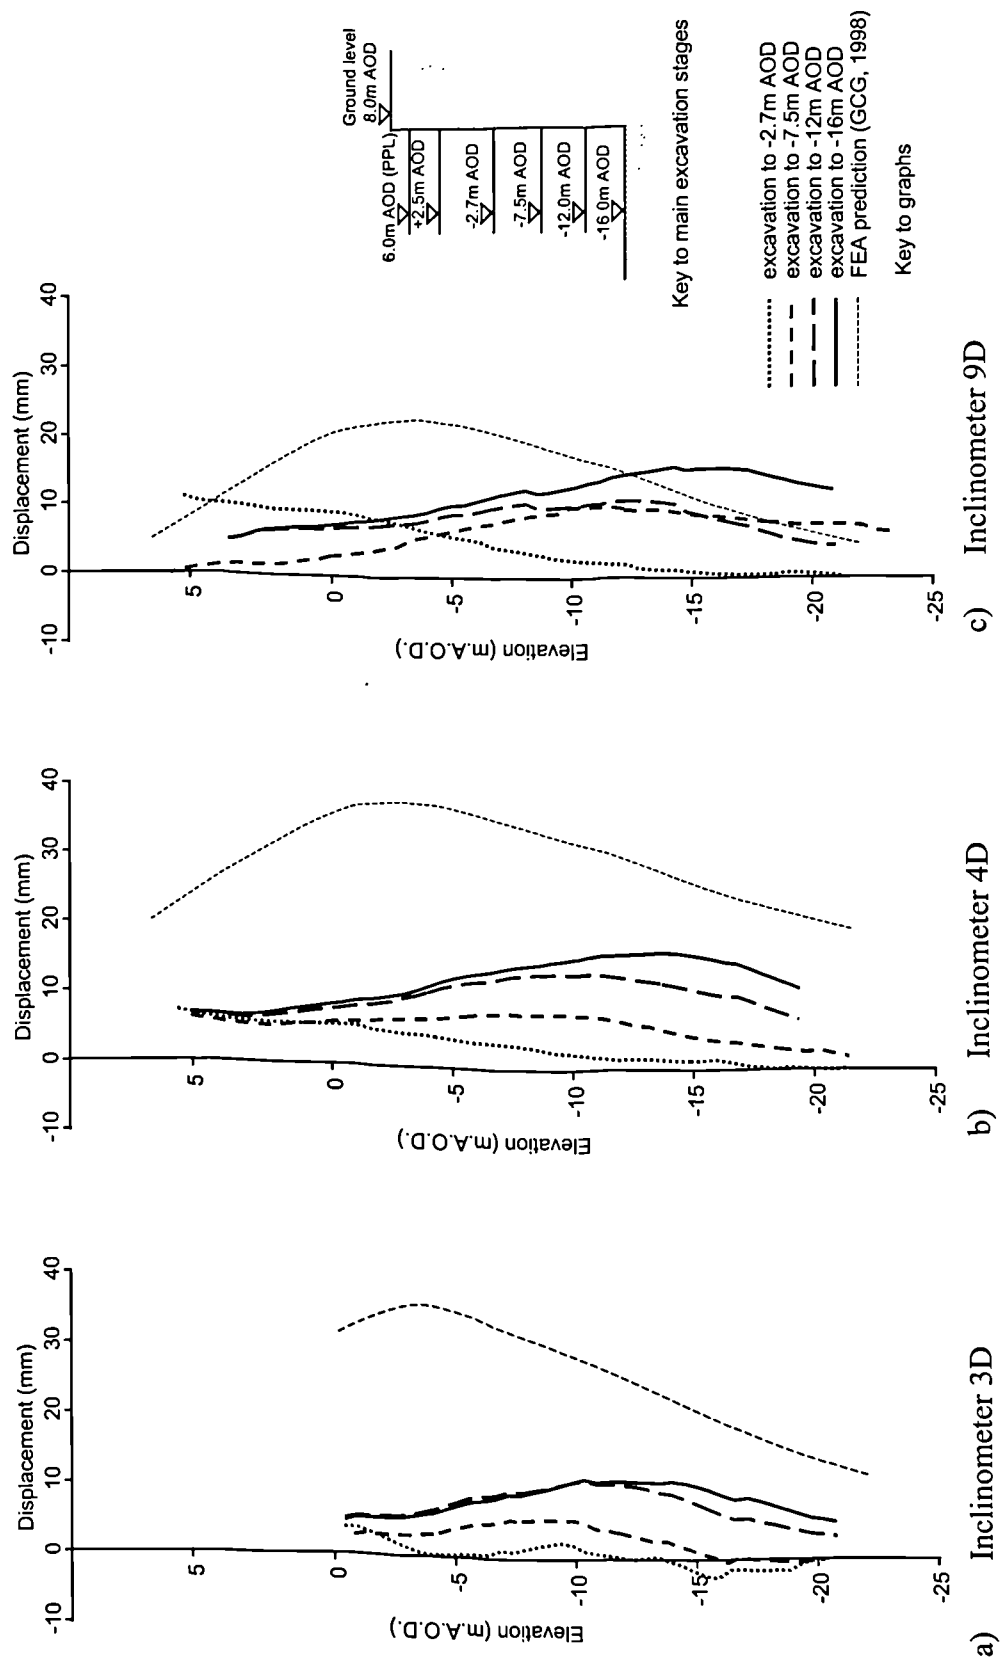 Displacement (mm)
-10
0
10
20
30
40
5
0
-5
-10
-15
-20
-25
Elevation (m.A.O.D.)
a) Inclinometer 3D
Displacement (mm)
-10
0
10
20
30
40
5
0
-5
-10
-15
-20
-25
Elevation (m.A.O.D.)
b) Inclinometer 4D
Displacement (mm)
-10
0
10
20
30
40
5
0
-5
-10
-15
-20
-25
Elevation (m.A.O.D.)
c) Inclinometer 9D
Ground level
8.0m AOD
6.0m AOD (PPL)
+2.5m AOD
-2.7m AOD
-7.5m AOD
-12.0m AOD
-16.0m AOD
Key to main excavation stages
excavation to -2.7m AOD
excavation to -7.5m AOD
excavation to -12m AOD
excavation to -16m AOD
FEA prediction (GCG, 1998)
Key to graphs